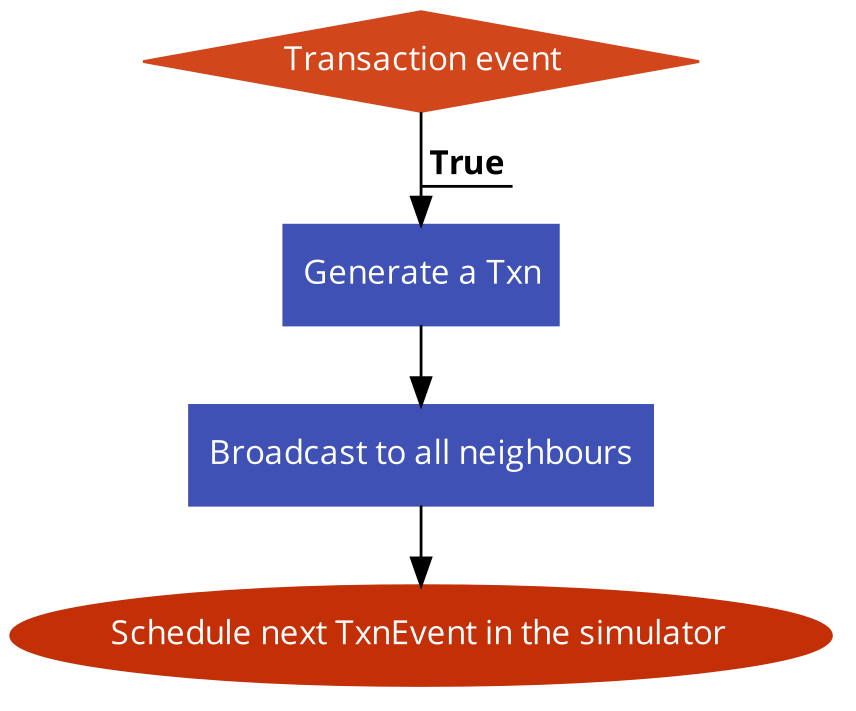 Transaction event
True
Generate a Txn
Broadcast to all neighbours
Schedule next TxnEvent in the simulator